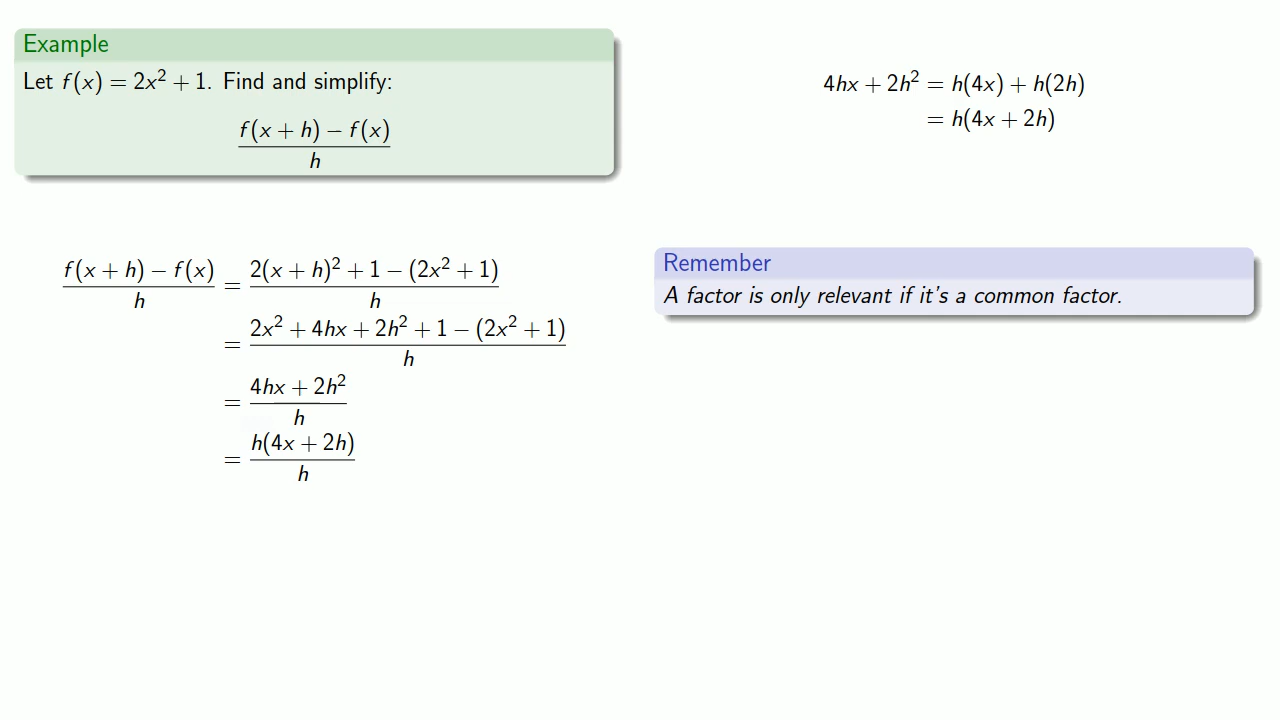 Example
Let f(x) = 2x² + 1. Find and simplify:
f(x + h) − f(x)
h
4hx + 2h² = h(4x) + h(2h)
= h(4x + 2h)
f(x + h) − f(x) / h = 2(x + h)² + 1 − (2x² + 1) / h
= 2x² + 4hx + 2h² + 1 − (2x² + 1) / h
= 4hx + 2h² / h
= h(4x + 2h) / h
Remember
A factor is only relevant if it's a common factor.